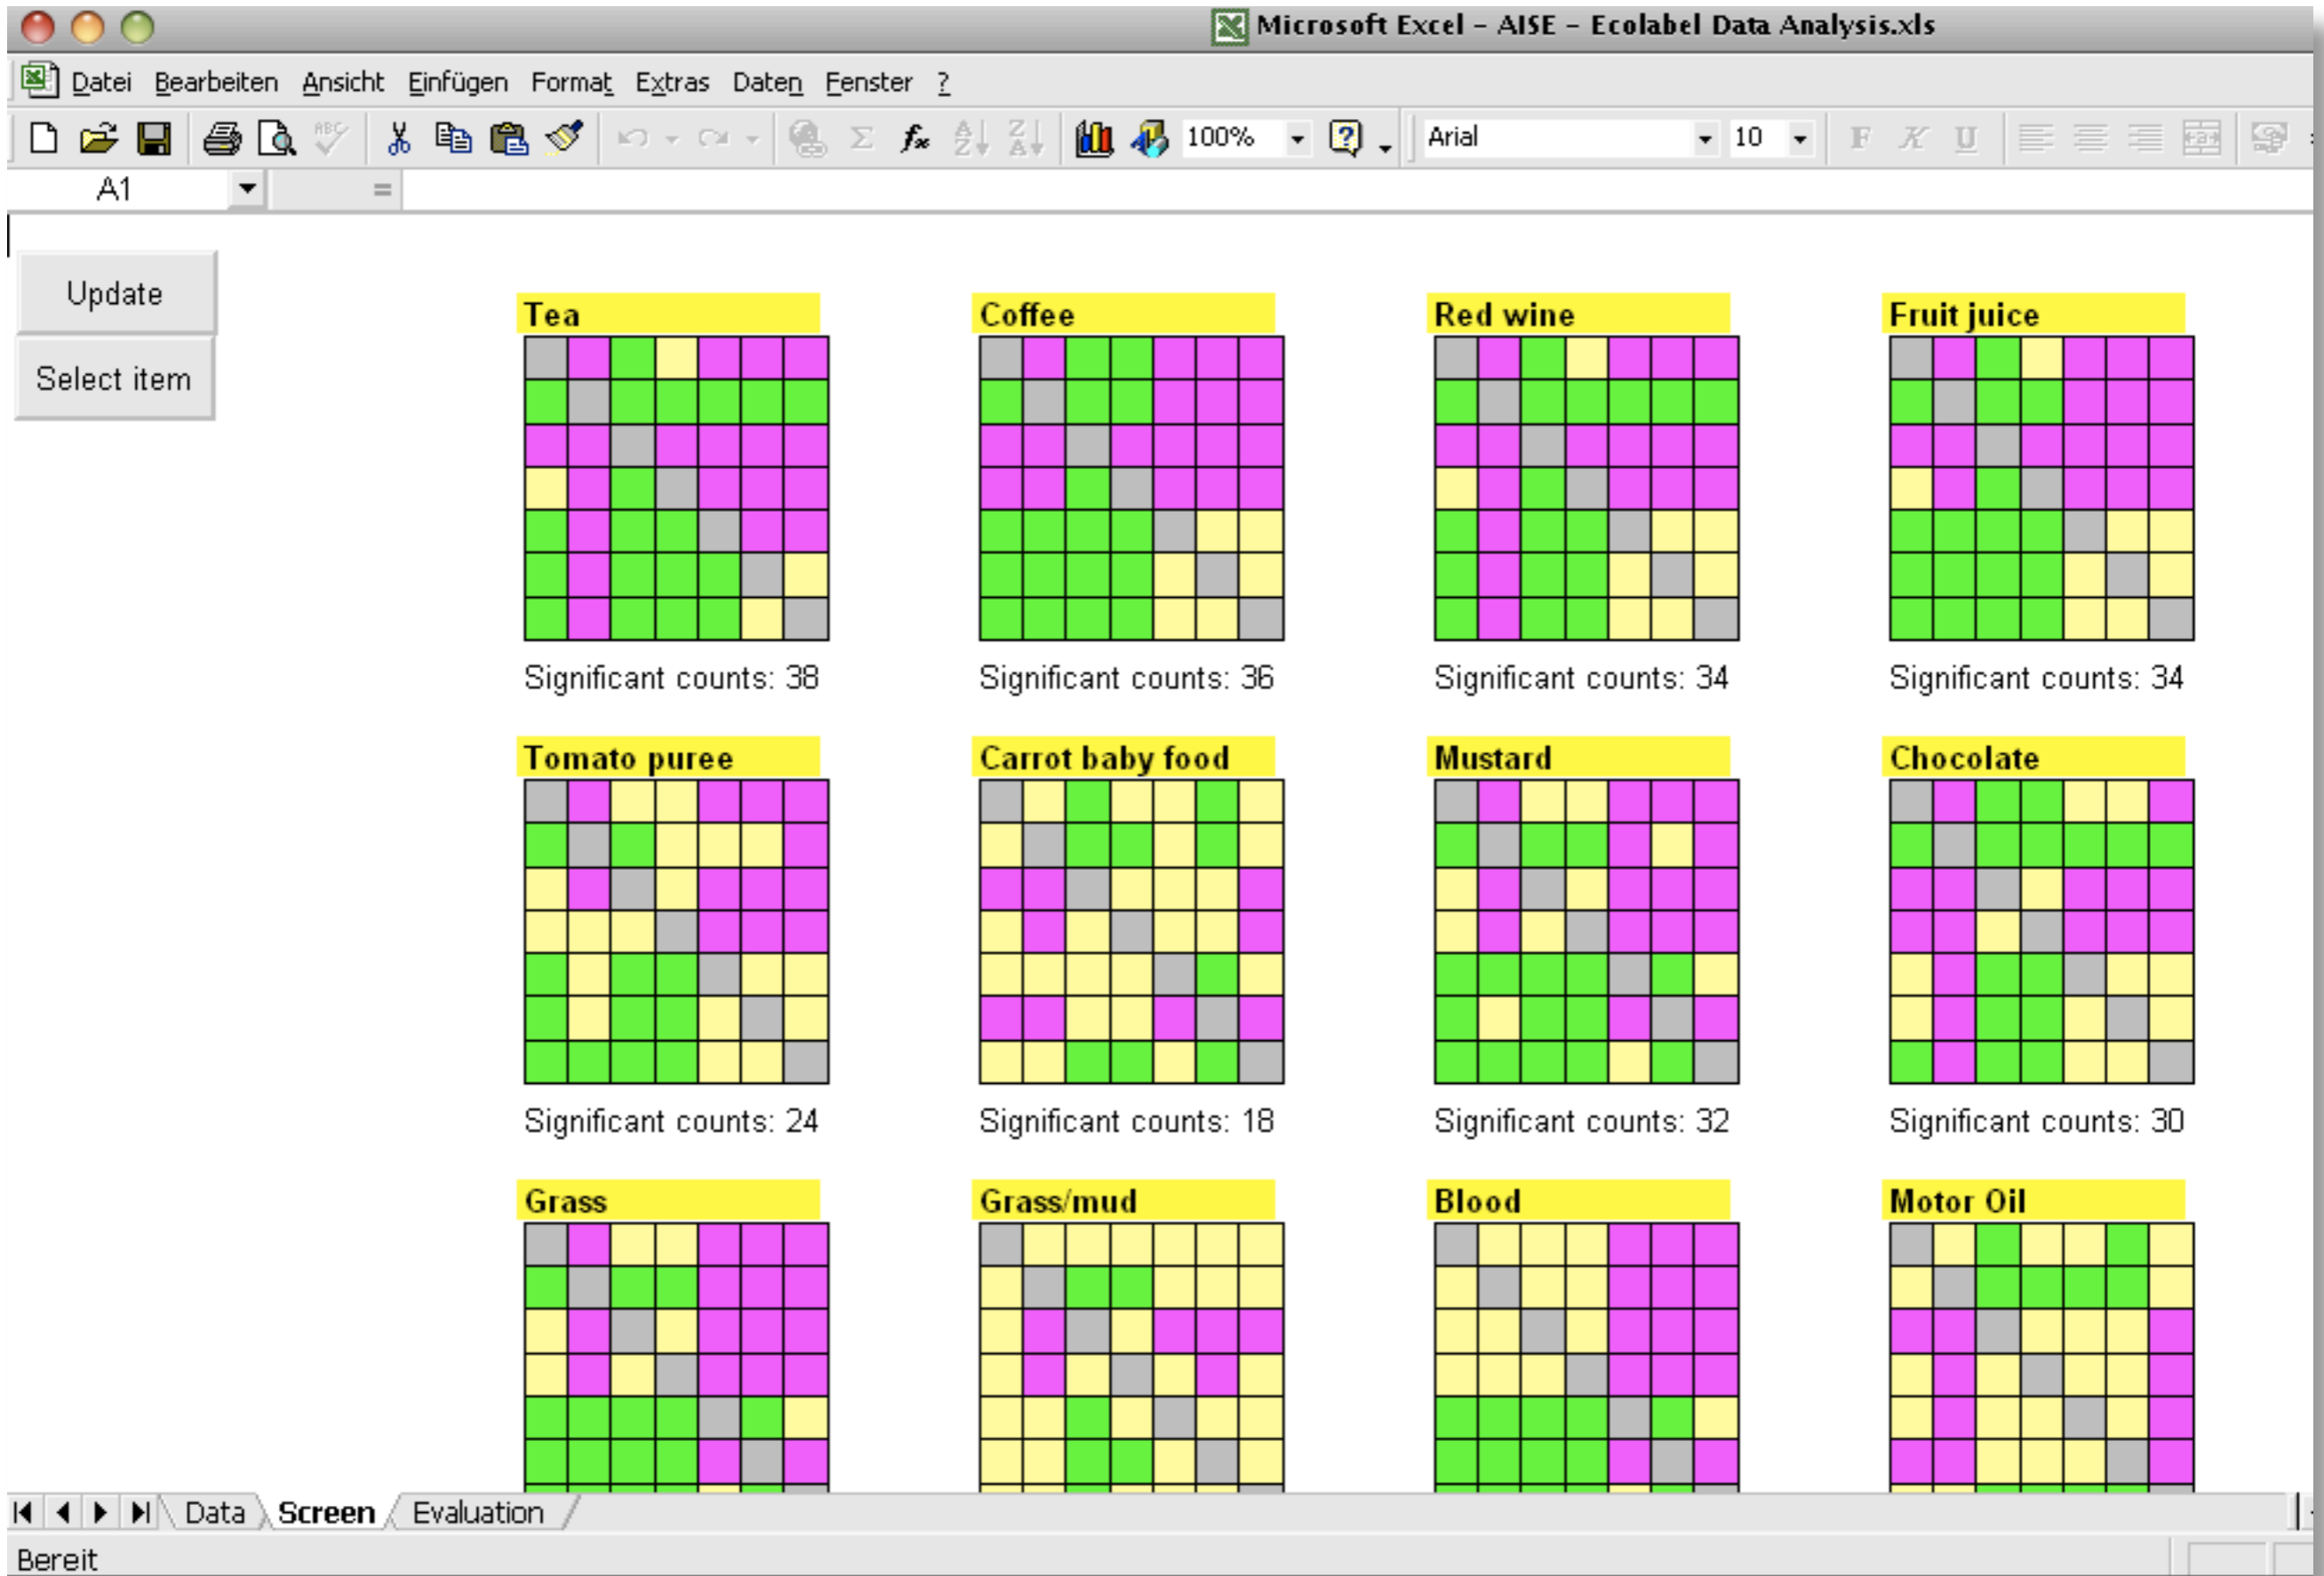 Microsoft Excel – AISE – Ecolabel Data Analysis.xls
Datei Bearbeiten Ansicht Einfügen Format Extras Daten Fenster ?
ABC fx A Z Z A 100% ? Arial 10 F K U
A1 =
Update
Select item
Tea Coffee Red wine Fruit juice
Significant counts: 38 Significant counts: 36 Significant counts: 34 Significant counts: 34
Tomato puree Carrot baby food Mustard Chocolate
Significant counts: 24 Significant counts: 18 Significant counts: 32 Significant counts: 30
Grass Grass/mud Blood Motor Oil
Data Screen Evaluation
Bereit